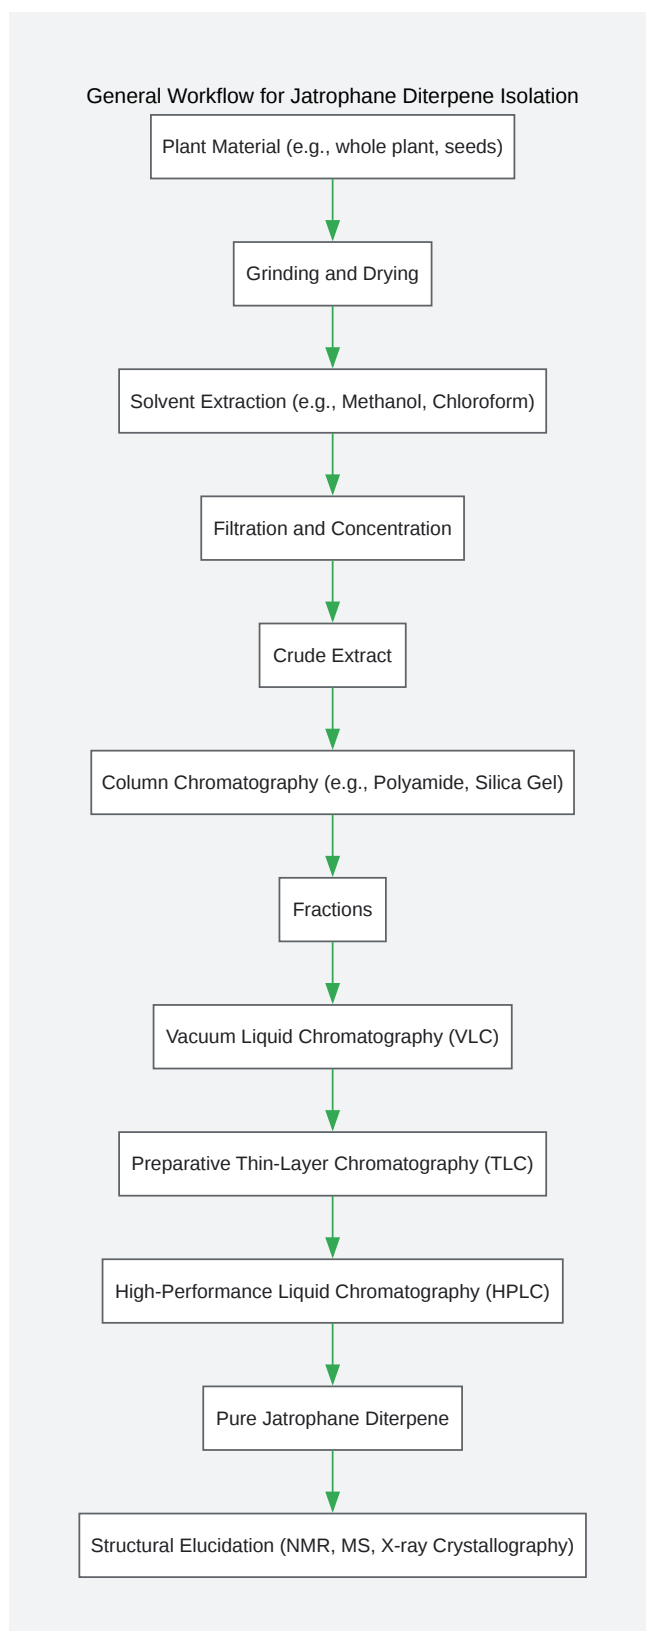 General Workflow for Jatrophane Diterpene Isolation
Plant Material (e.g., whole plant, seeds)
Grinding and Drying
Solvent Extraction (e.g., Methanol, Chloroform)
Filtration and Concentration
Crude Extract
Column Chromatography (e.g., Polyamide, Silica Gel)
Fractions
Vacuum Liquid Chromatography (VLC)
Preparative Thin-Layer Chromatography (TLC)
High-Performance Liquid Chromatography (HPLC)
Pure Jatrophane Diterpene
Structural Elucidation (NMR, MS, X-ray Crystallography)